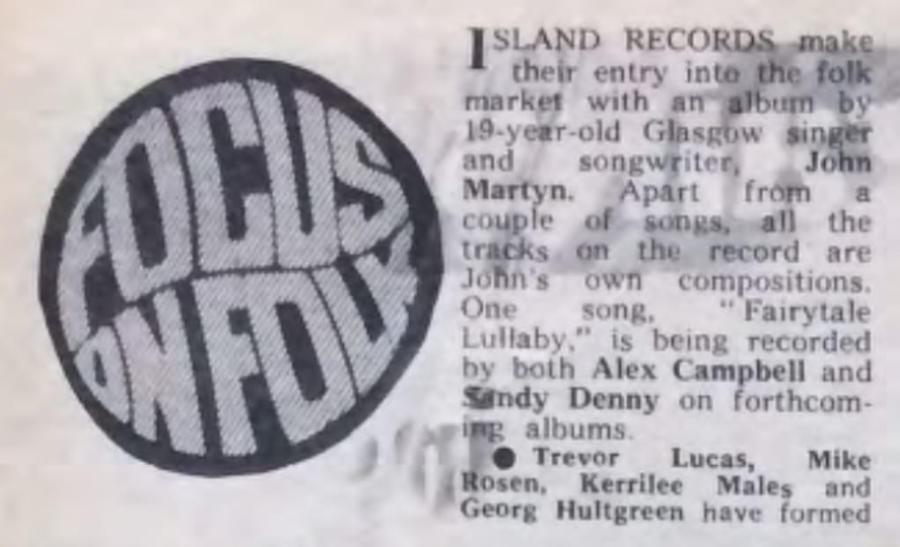 FOCUS
ON FOLK
ISLAND RECORDS make
their entry into the folk
market with an album by
19-year-old Glasgow singer
and songwriter, John
Martyn. Apart from a
couple of songs, all the
tracks on the record are
John's own compositions.
One song, "Fairytale
Lullaby," is being recorded
by both Alex Campbell and
Sandy Denny on forthcom-
ing albums.
● Trevor Lucas, Mike
Rosen, Kerrilee Males and
Georg Hultgreen have formed